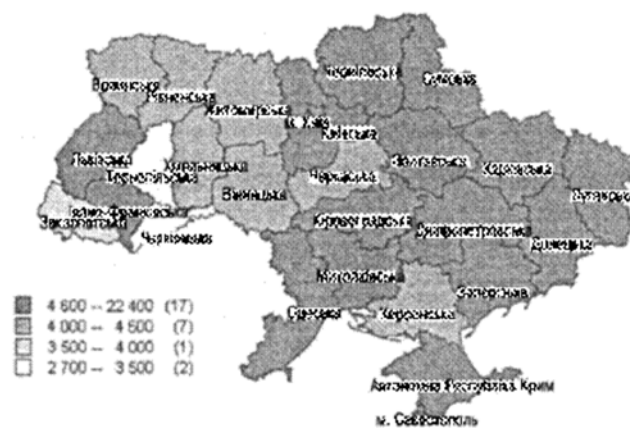 Чернігівська
Сумська
Волинська
Рівненська
Житомирська
м. Київ
Київська
Львівська
Тернопільська
Хмельницька
Вінницька
Черкаська
Полтавська
Харківська
Луганська
Івано-Франківська
Закарпатська
Чернівецька
Кіровоградська
Дніпропетровська
Донецька
Миколаївська
Запорізька
Одеська
Херсонська
4 600 – 22 400 (17)
4 000 – 4 500 (7)
3 500 – 4 000 (1)
2 700 – 3 500 (2)
Автономна Республіка Крим
м. Севастополь